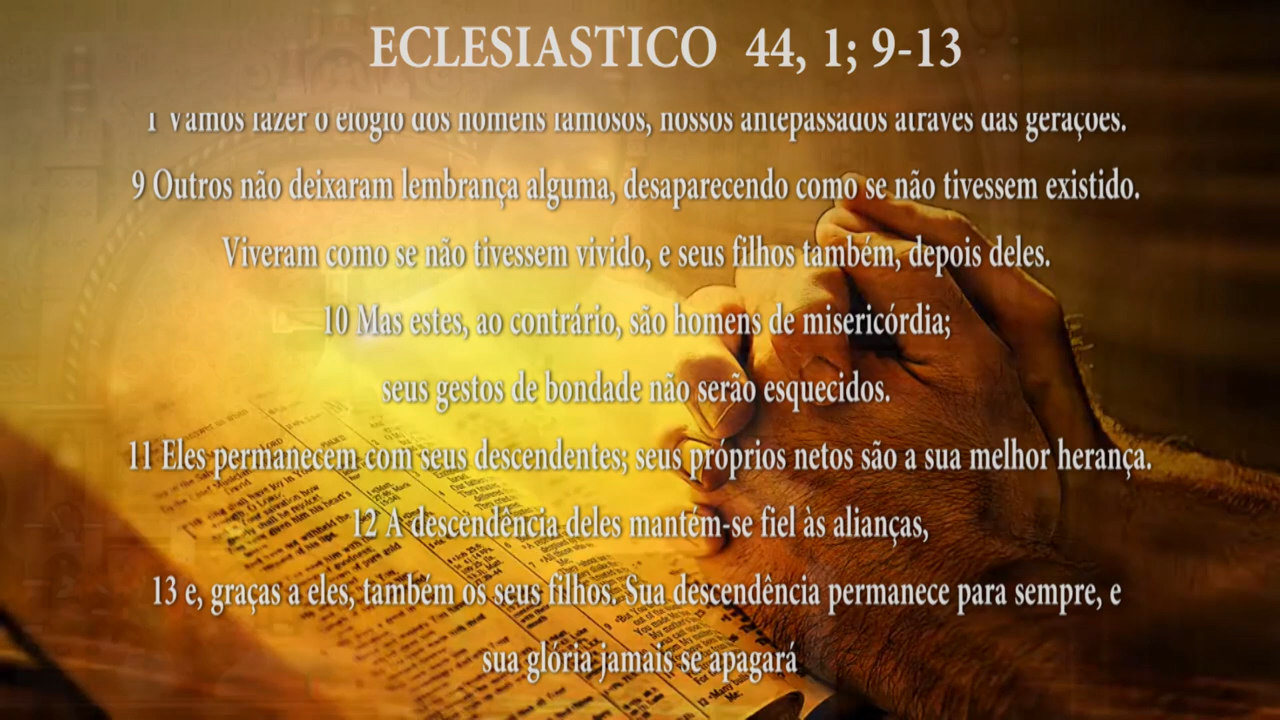 ECLESIASTICO 44, 1; 9-13
1 Vamos fazer o elogio dos homens famosos, nossos antepassados através das gerações.
9 Outros não deixaram lembrança alguma, desaparecendo como se não tivessem existido.
Viveram como se não tivessem vivido, e seus filhos também, depois deles.
10 Mas estes, ao contrário, são homens de misericórdia;
seus gestos de bondade não serão esquecidos.
11 Eles permanecem com seus descendentes; seus próprios netos são a sua melhor herança.
12 A descendência deles mantém-se fiel às alianças,
13 e, graças a eles, também os seus filhos. Sua descendência permanece para sempre, e
sua glória jamais se apagará